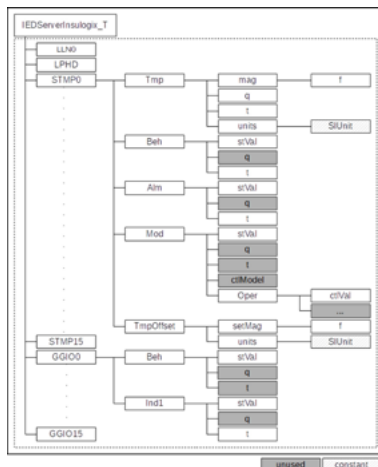 IEDServerInsulogix_T
LLN0
LPHD
STMP0 Tmp mag f
q
t
units SIUnit
Beh stVal
q
t
Alm stVal
q
t
Mod stVal
q
t
ctlModel
Oper ctlVal
...
TmpOffset setMag f
STMP15 units SIUnit
GGIO0 Beh stVal
q
t
Ind1 stVal
q
GGIO15 t
unused constant